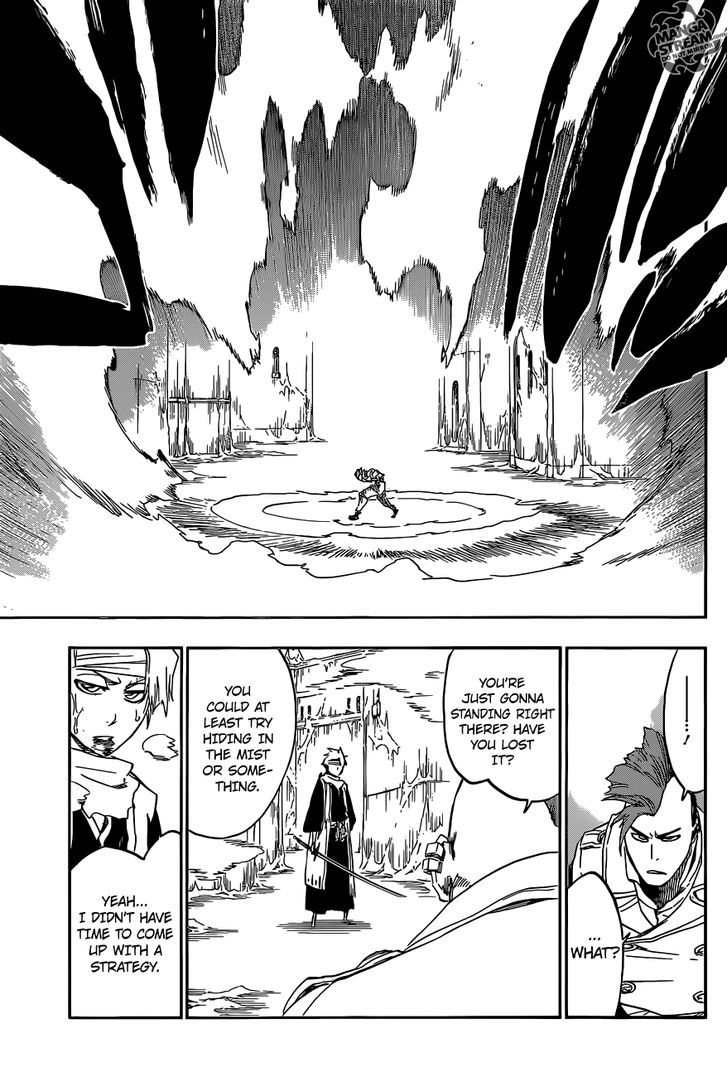 MANGA
STREAM
.com
...
...
WHAT?
YOU'RE
JUST GONNA
STANDING RIGHT
THERE? HAVE
YOU LOST
IT?
YOU
COULD AT
LEAST TRY
HIDING IN
THE MIST
OR SOME-
THING.
YEAH...
I DIDN'T HAVE
TIME TO COME
UP WITH A
STRATEGY.